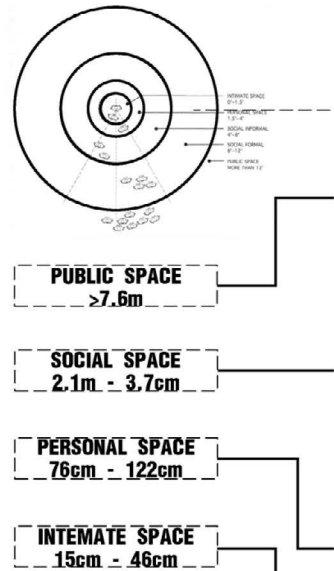 INTIMATE SPACE
0"-1.5'
PERSONAL SPACE
1.5'-4'
SOCIAL INFORMAL
4'-8'
SOCIAL FORMAL
8'-12'
PUBLIC SPACE
MORE THAN 12'
PUBLIC SPACE
>7.6m
SOCIAL SPACE
2.1m - 3.7cm
PERSONAL SPACE
76cm - 122cm
INTEMATE SPACE
15cm - 46cm